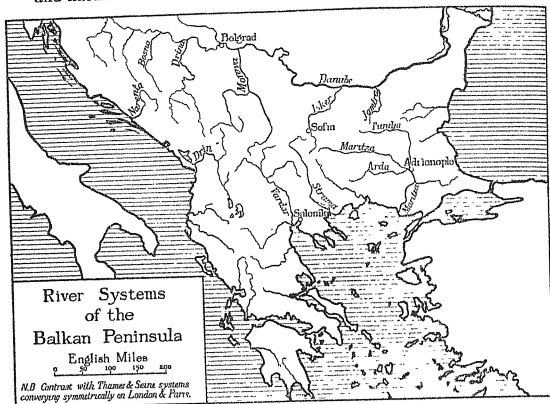 Belgrad
Bosna
Drina
Narenta
Morava
Danube
Isker
Jantra
Sofia
Tundja
Maritza
Arda
Adrianople
Maritza
Drin
Vardar
Struma
Salonika
River Systems
of the
Balkan Peninsula
English Miles
0 50 100 150 200
N.B Contrast with Thames & Seine systems
converging symmetrically on London & Paris.